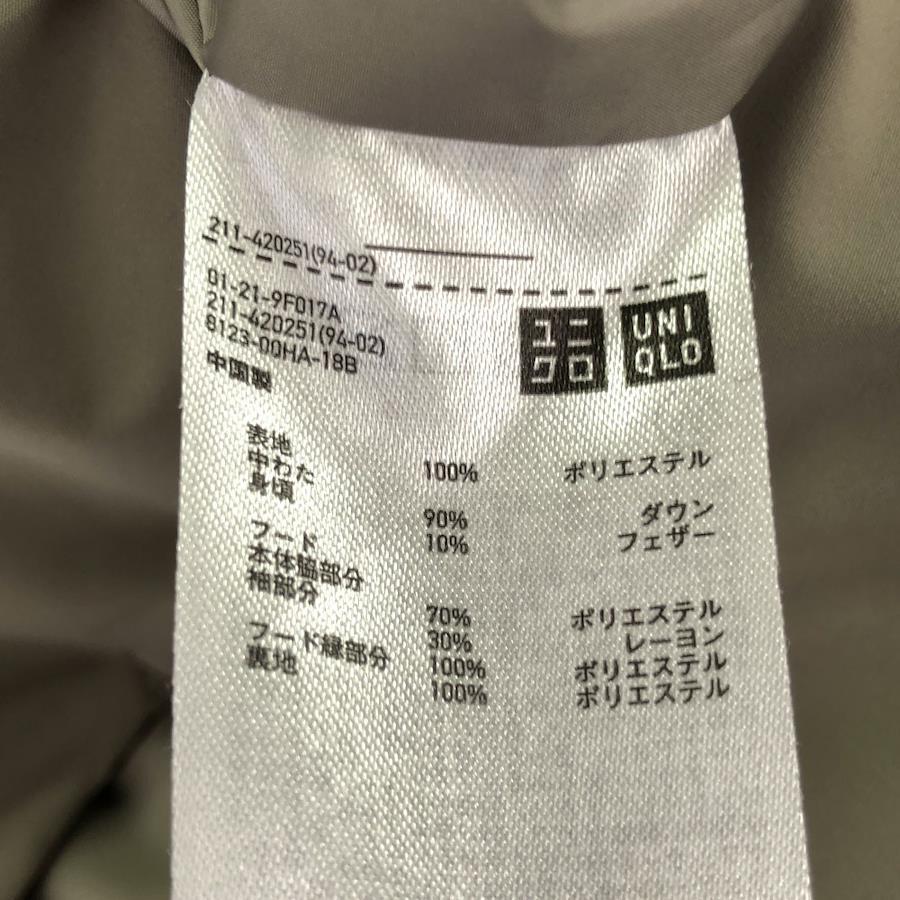 211-420251(94-02)
01-21-9F017A
211-420251(94-02)
8123-00HA-18B
中国製
ユニ
クロ
UNI
QLO
表地 100% ポリエステル
中わた
身頃 90% ダウン
10% フェザー
フード
本体脇部分
袖部分 70% ポリエステル
30% レーヨン
フード縁部分 100% ポリエステル
裏地 100% ポリエステル